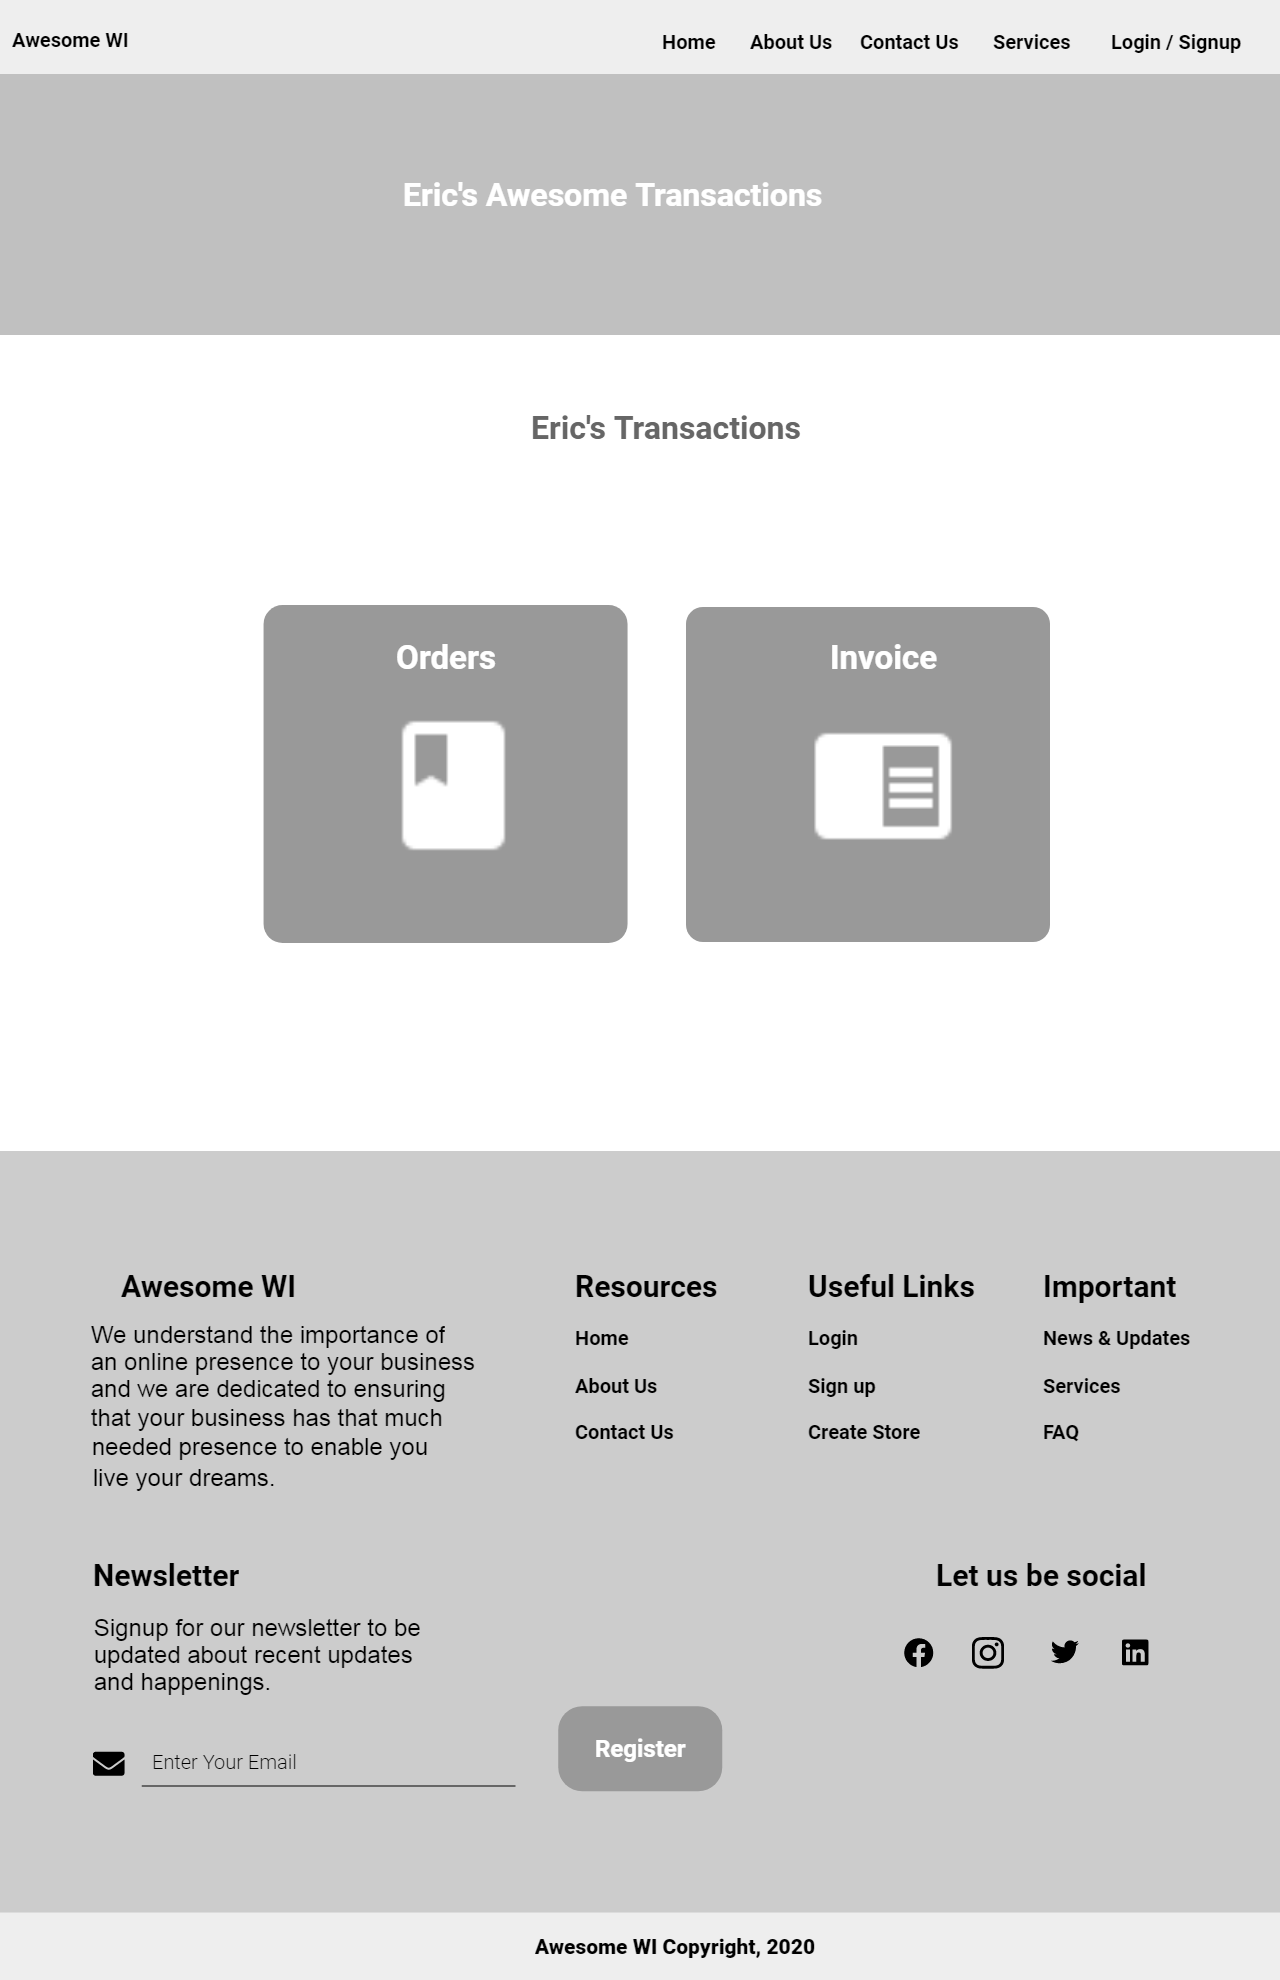 Awesome WI
Home About Us Contact Us Services Login / Signup
Eric's Awesome Transactions
Eric's Transactions
Orders
Invoice
Awesome WI
We understand the importance of
an online presence to your business
and we are dedicated to ensuring
that your business has that much
needed presence to enable you
live your dreams.
Resources
Home
About Us
Contact Us
Useful Links
Login
Sign up
Create Store
Important
News & Updates
Services
FAQ
Newsletter
Signup for our newsletter to be
updated about recent updates
and happenings.
Enter Your Email
Register
Let us be social
Awesome WI Copyright, 2020